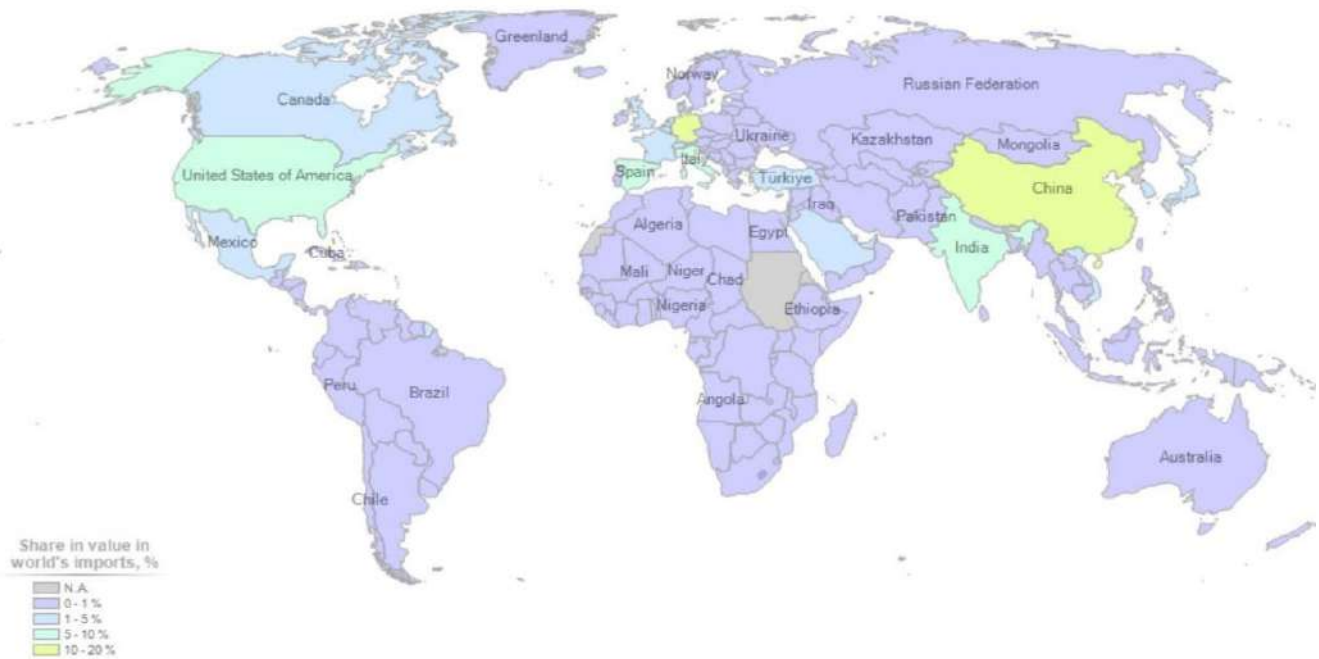 Greenland
Norway
Russian Federation
Canada
Ukraine
Kazakhstan
Mongolia
Italy
Spain
United States of America
Türkiye
China
Iraq
Pakistan
Algeria
Egypt
Mexico
India
Cuba
Mali
Niger
Chad
Nigeria
Ethiopia
Peru
Brazil
Angola
Australia
Chile
Share in value in
world's imports, %
N.A.
0 - 1 %
1 - 5 %
5 - 10 %
10 - 20 %